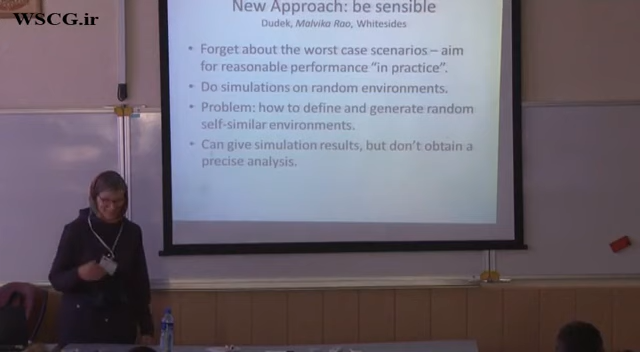 WSCG.ir
New Approach: be sensible
Dudek, Malvika Rao, Whitesides
• Forget about the worst case scenarios – aim
for reasonable performance "in practice".
• Do simulations on random environments.
• Problem: how to define and generate random
self-similar environments.
• Can give simulation results, but don't obtain a
precise analysis.